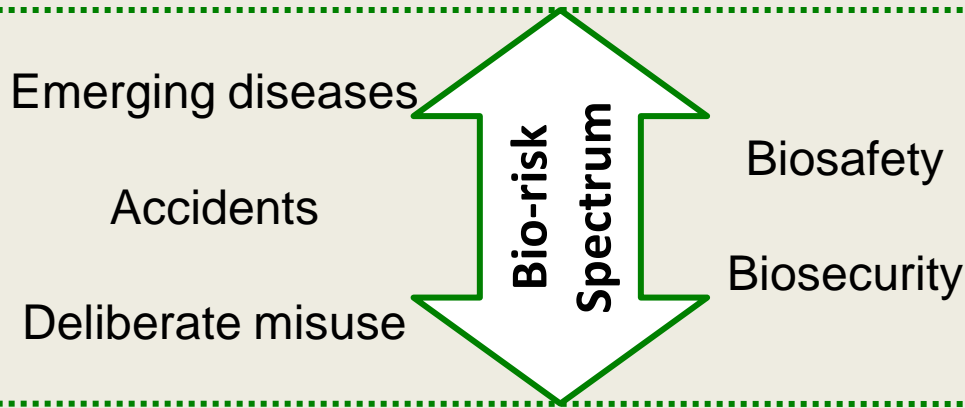 Emerging diseases
Accidents
Deliberate misuse
Bio-risk
Spectrum
Biosafety
Biosecurity